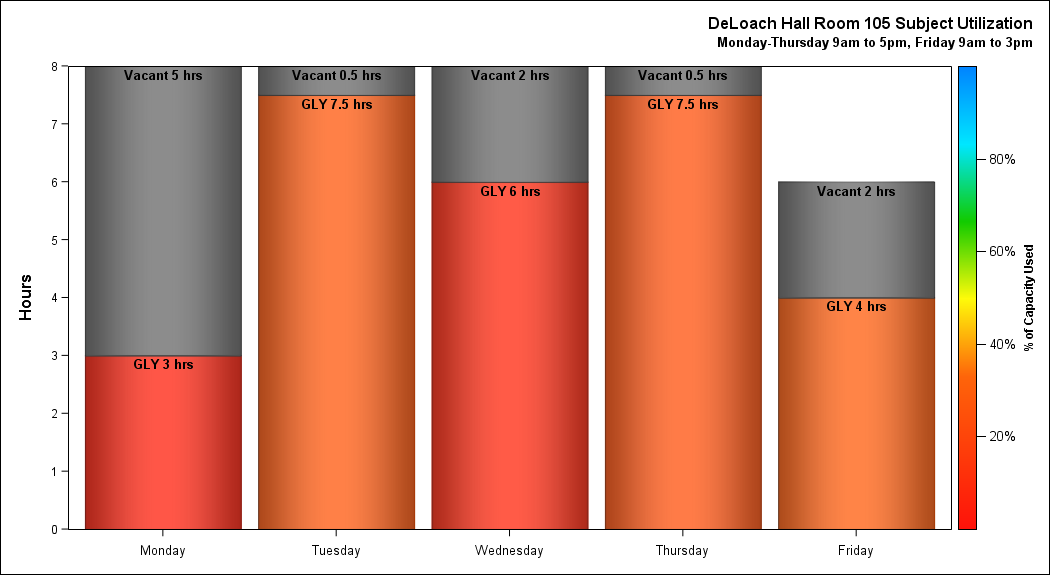 DeLoach Hall Room 105 Subject Utilization
Monday-Thursday 9am to 5pm, Friday 9am to 3pm
Hours
8
7
6
5
4
3
2
1
0
Vacant 5 hrs
GLY 3 hrs
Vacant 0.5 hrs
GLY 7.5 hrs
Vacant 2 hrs
GLY 6 hrs
Vacant 0.5 hrs
GLY 7.5 hrs
Vacant 2 hrs
GLY 4 hrs
Monday
Tuesday
Wednesday
Thursday
Friday
80%
60%
40%
20%
% of Capacity Used